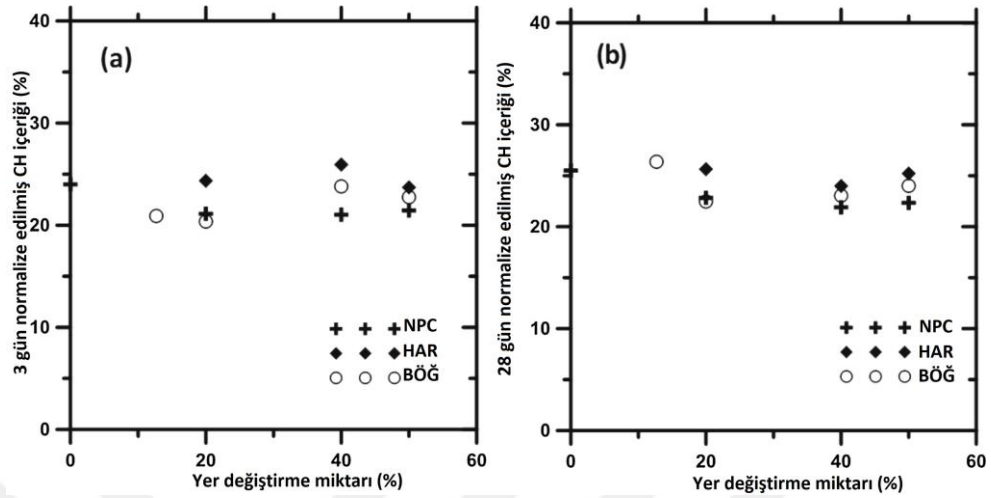 (a)
3 gün normalize edilmiş CH içeriği (%)
40
30
20
10
0
NPC
HAR
BÖĞ
0 20 40 60
Yer değiştirme miktarı (%)
(b)
28 gün normalize edilmiş CH içeriği (%)
40
30
20
10
0
NPC
HAR
BÖĞ
0 20 40 60
Yer değiştirme miktarı (%)